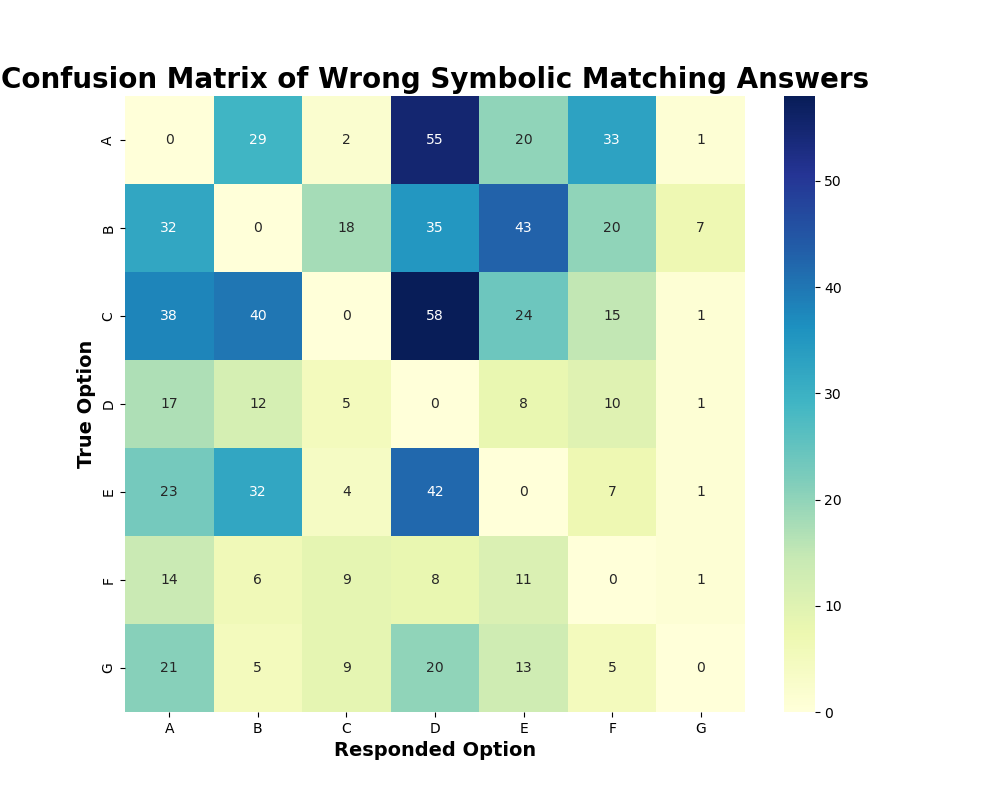 Confusion Matrix of Wrong Symbolic Matching Answers
A 0 29 2 55 20 33 1
B 32 0 18 35 43 20 7
C 38 40 0 58 24 15 1
D 17 12 5 0 8 10 1
E 23 32 4 42 0 7 1
F 14 6 9 8 11 0 1
G 21 5 9 20 13 5 0
A B C D E F G
True Option
Responded Option
50
40
30
20
10
0